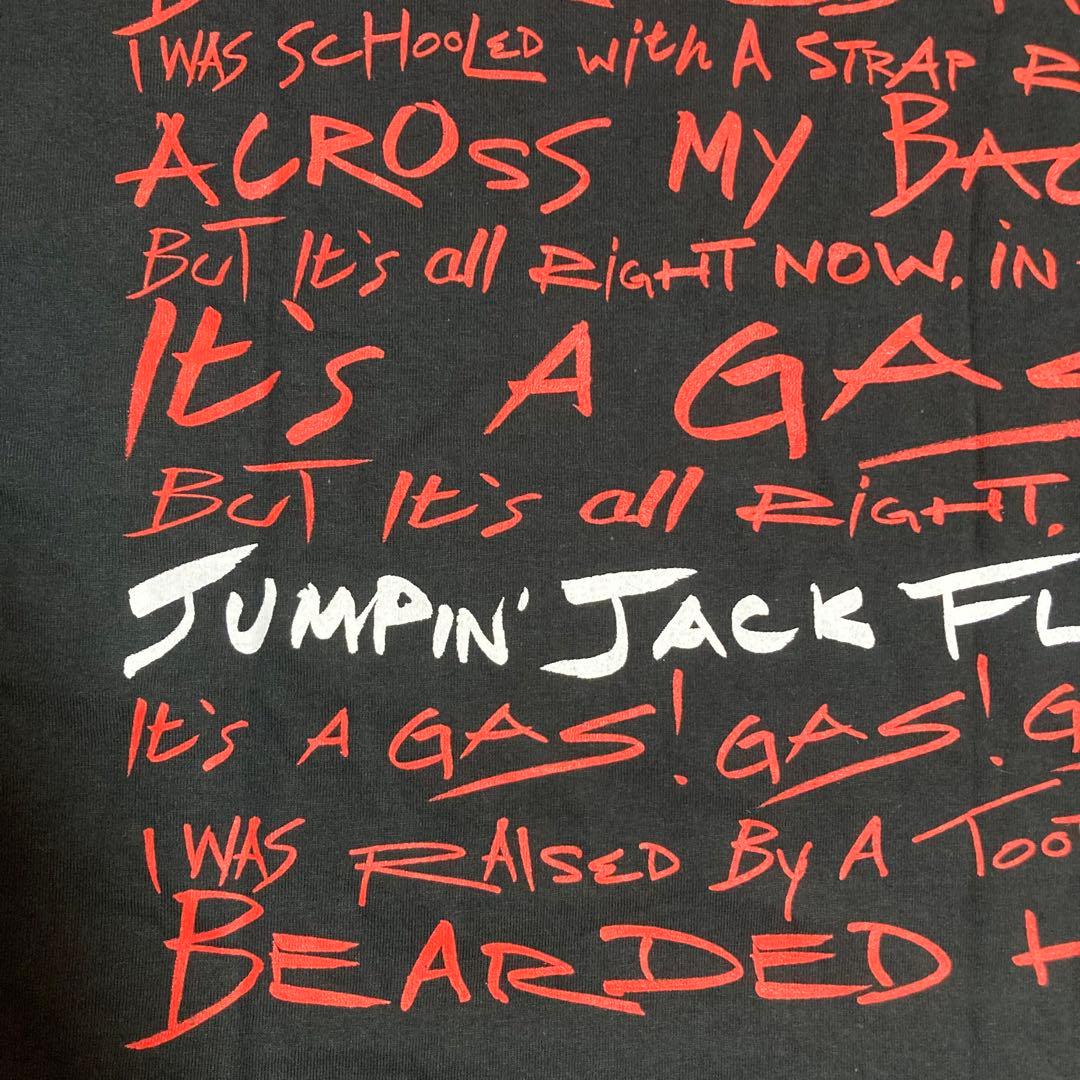 I WAS SCHOOLED with A STRAP
ACROSS MY
BUT It's all RIGHT NOW. IN
It's A
BUT It's all RIGHT.
JUMPIN' JACK
It's A GAS! GAS!
I WAS RAISED By A
BEARDED